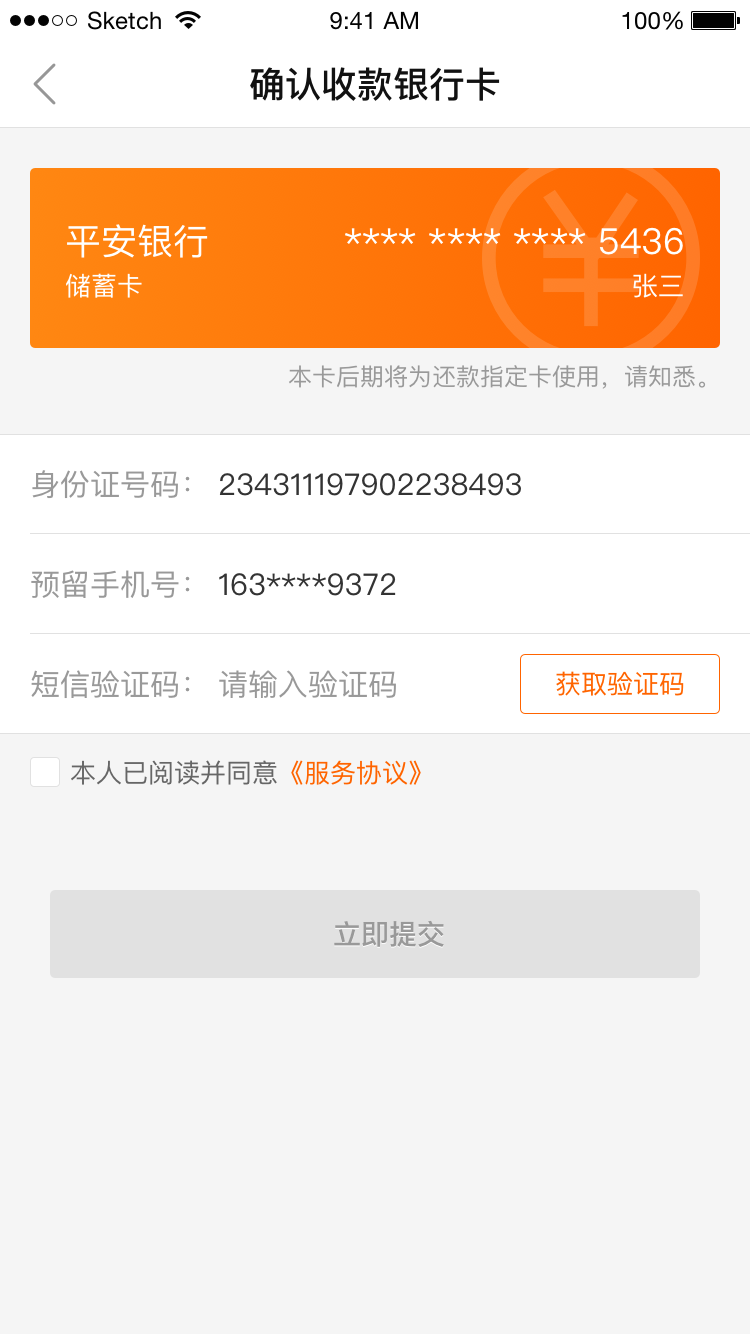 Sketch 9:41 AM 100%
确认收款银行卡
平安银行 **** **** **** 5436
储蓄卡 张三
本卡后期将为还款指定卡使用，请知悉。
身份证号码： 234311197902238493
预留手机号： 163****9372
短信验证码： 请输入验证码 获取验证码
本人已阅读并同意《服务协议》
立即提交